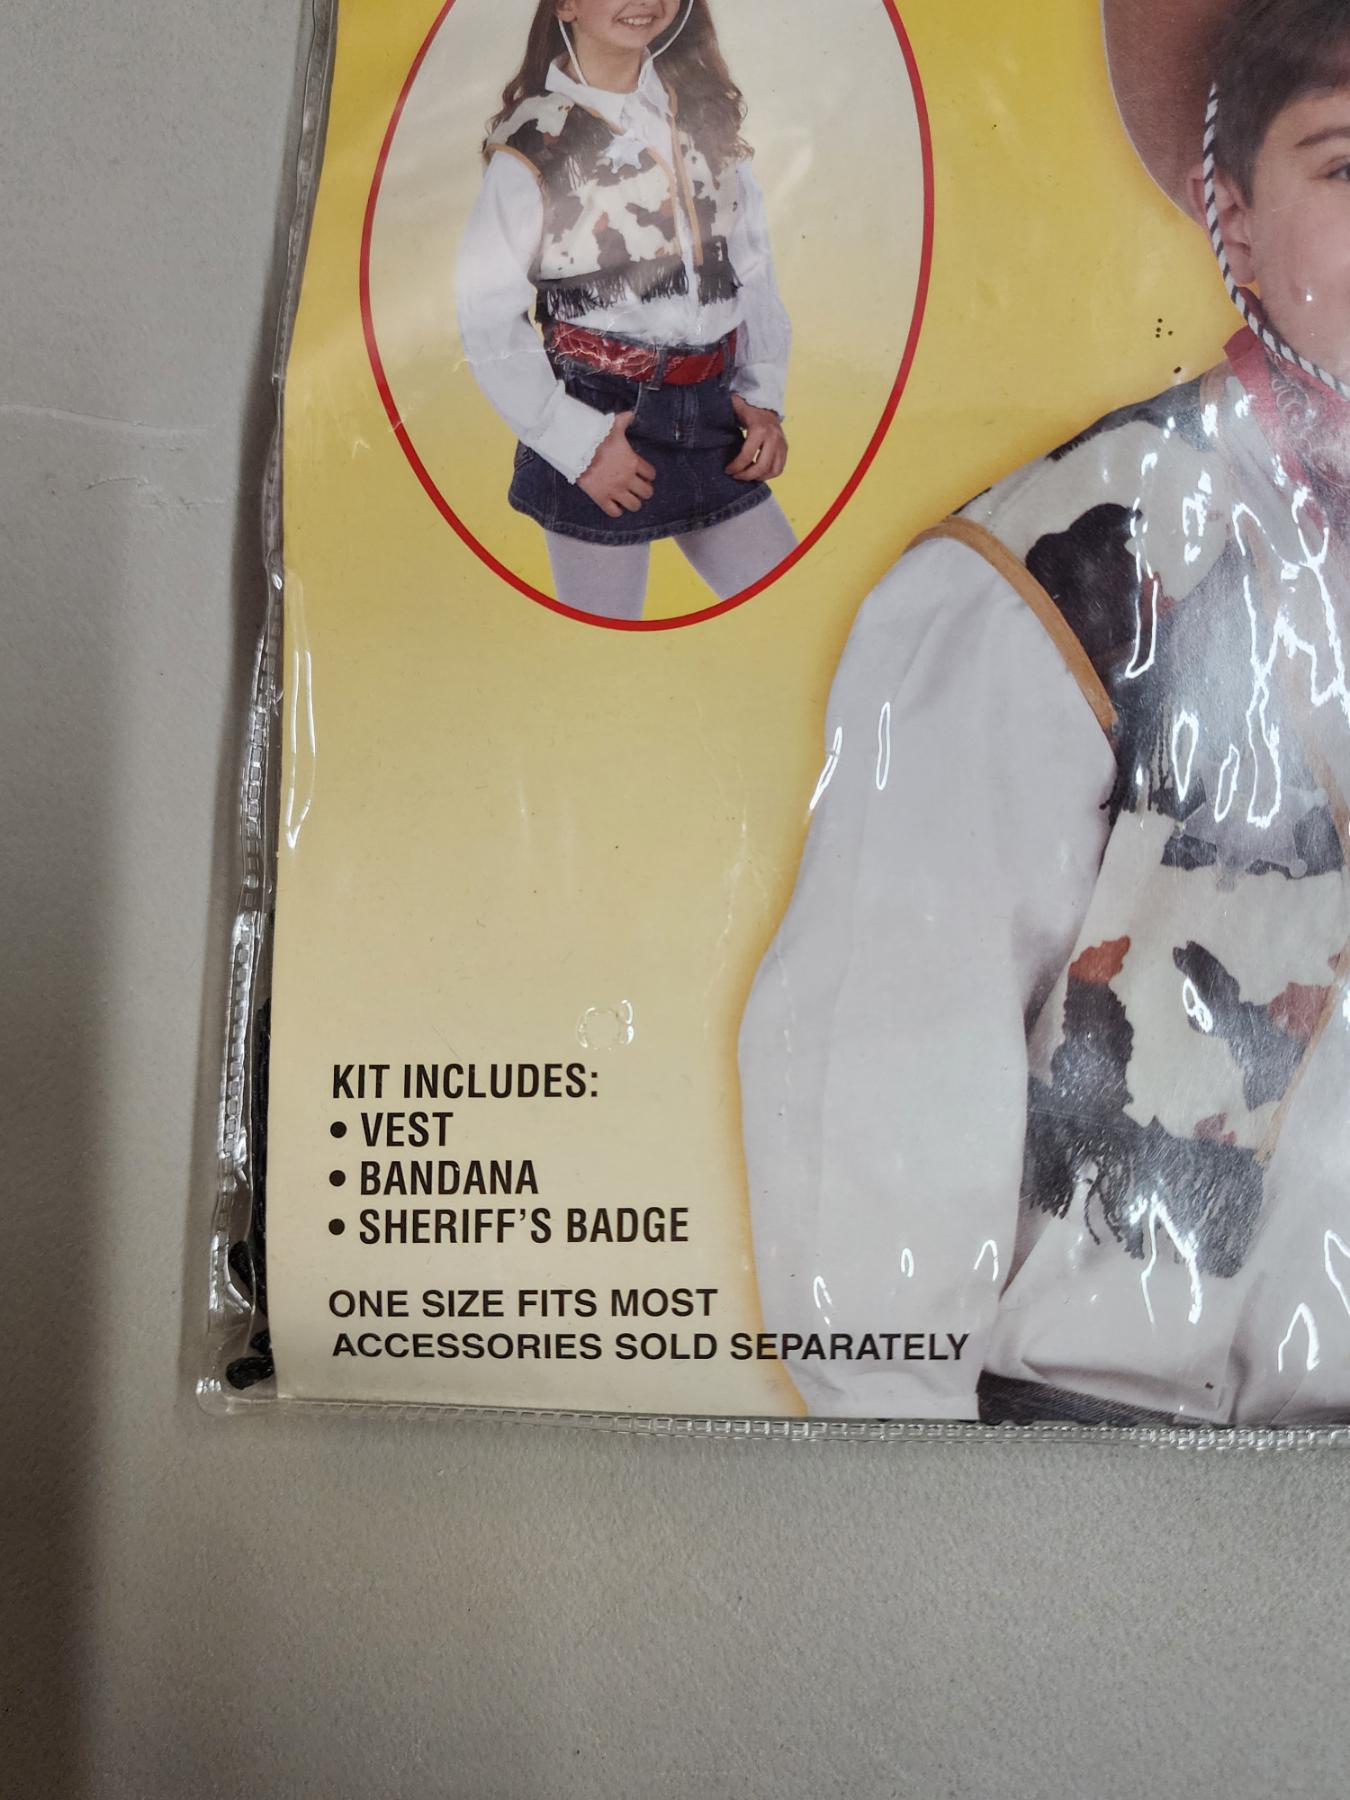 KIT INCLUDES:
• VEST
• BANDANA
• SHERIFF'S BADGE
ONE SIZE FITS MOST
ACCESSORIES SOLD SEPARATELY